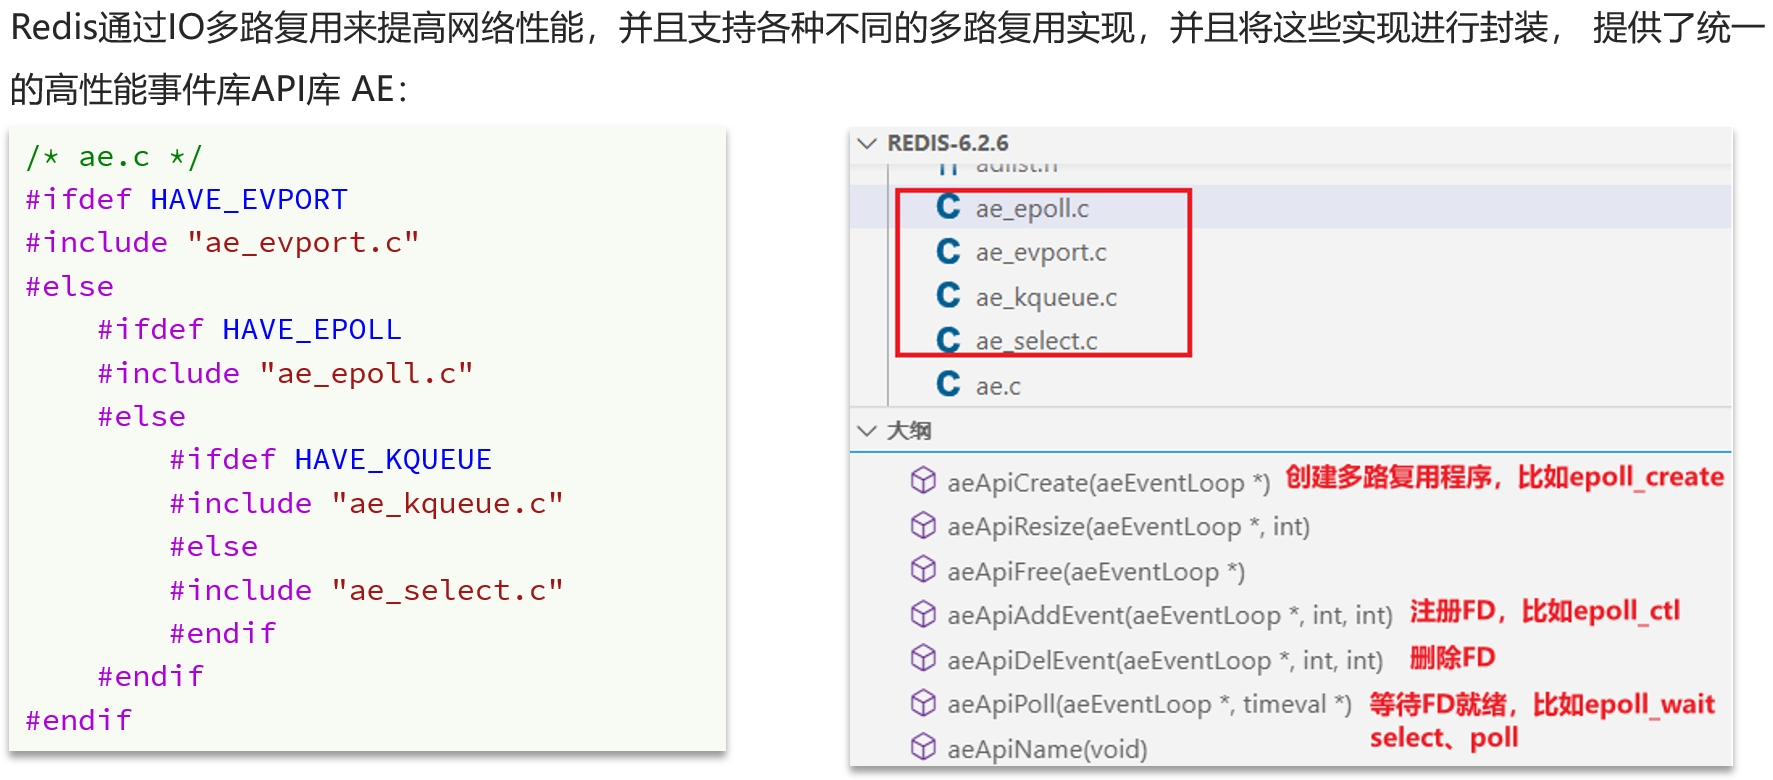 Redis通过IO多路复用来提高网络性能，并且支持各种不同的多路复用实现，并且将这些实现进行封装， 提供了统一
的高性能事件库API库 AE：
/* ae.c */
#ifdef HAVE_EVPORT
#include "ae_evport.c"
#else
#ifdef HAVE_EPOLL
#include "ae_epoll.c"
#else
#ifdef HAVE_KQUEUE
#include "ae_kqueue.c"
#else
#include "ae_select.c"
#endif
#endif
#endif
REDIS-6.2.6
adlist.h
C ae_epoll.c
C ae_evport.c
C ae_kqueue.c
C ae_select.c
C ae.c
大纲
aeApiCreate(aeEventLoop *) 创建多路复用程序，比如epoll_create
aeApiResize(aeEventLoop *, int)
aeApiFree(aeEventLoop *)
aeApiAddEvent(aeEventLoop *, int, int) 注册FD，比如epoll_ctl
aeApiDelEvent(aeEventLoop *, int, int) 删除FD
aeApiPoll(aeEventLoop *, timeval *) 等待FD就绪，比如epoll_wait
select、poll
aeApiName(void)